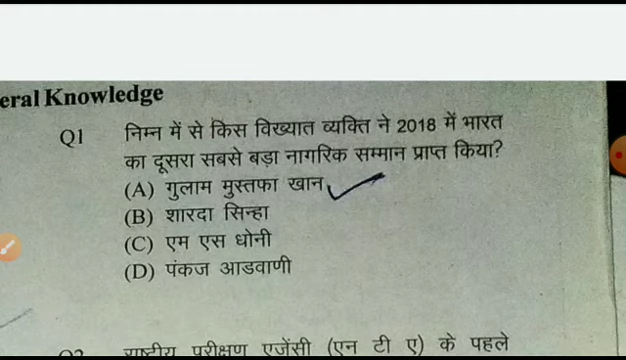 eral Knowledge
Q1 निम्न में से किस विख्यात व्यक्ति ने 2018 में भारत
का दूसरा सबसे बड़ा नागरिक सम्मान प्राप्त किया?
(A) गुलाम मुस्तफा खान
(B) शारदा सिन्हा
(C) एम एस धोनी
(D) पंकज आडवाणी
Q2 राष्ट्रीय परीक्षण एजेंसी (एन टी ए) के पहले